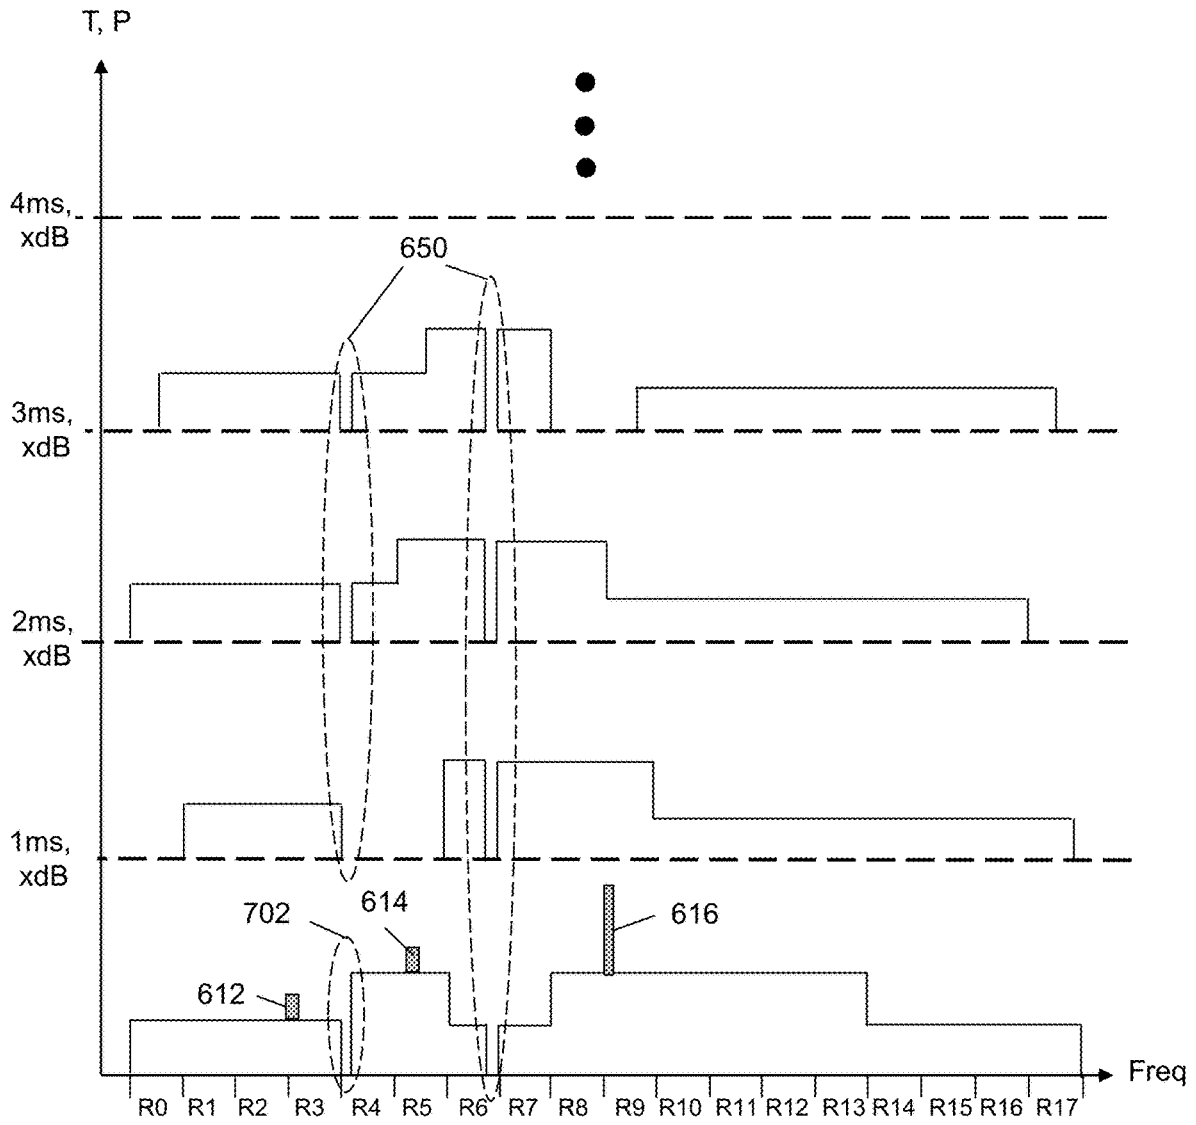 T, P
4ms,
xdB
650
3ms,
xdB
2ms,
xdB
1ms,
xdB
702
614
616
612
Freq
R0 R1 R2 R3 R4 R5 R6 R7 R8 R9 R10 R11 R12 R13 R14 R15 R16 R17